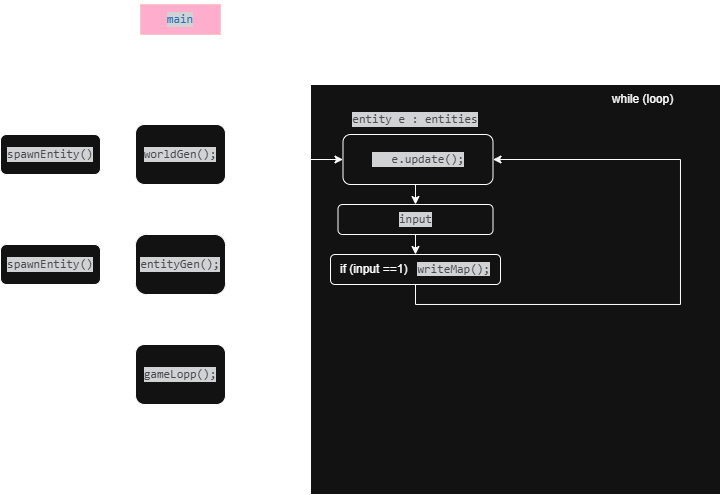 main
while (loop)
entity e : entities
spawnEntity()
worldGen();
e.update();
input
spawnEntity()
entityGen();
if (input ==1) writeMap();
gameLopp();